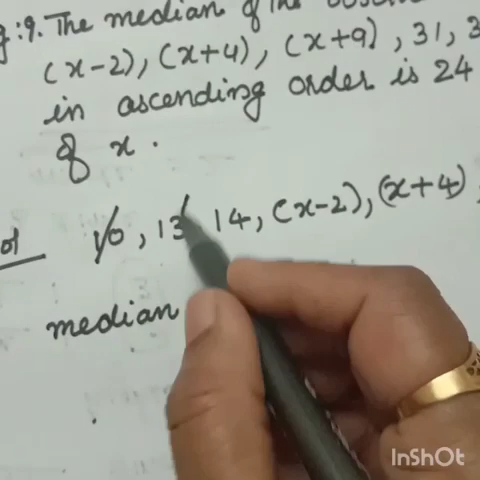 g:9. The median of the
(x-2), (x+4), (x+9), 31, 3
in ascending order is 24
of x.
10, 13 14, (x-2), (x+4),
median
InShOt